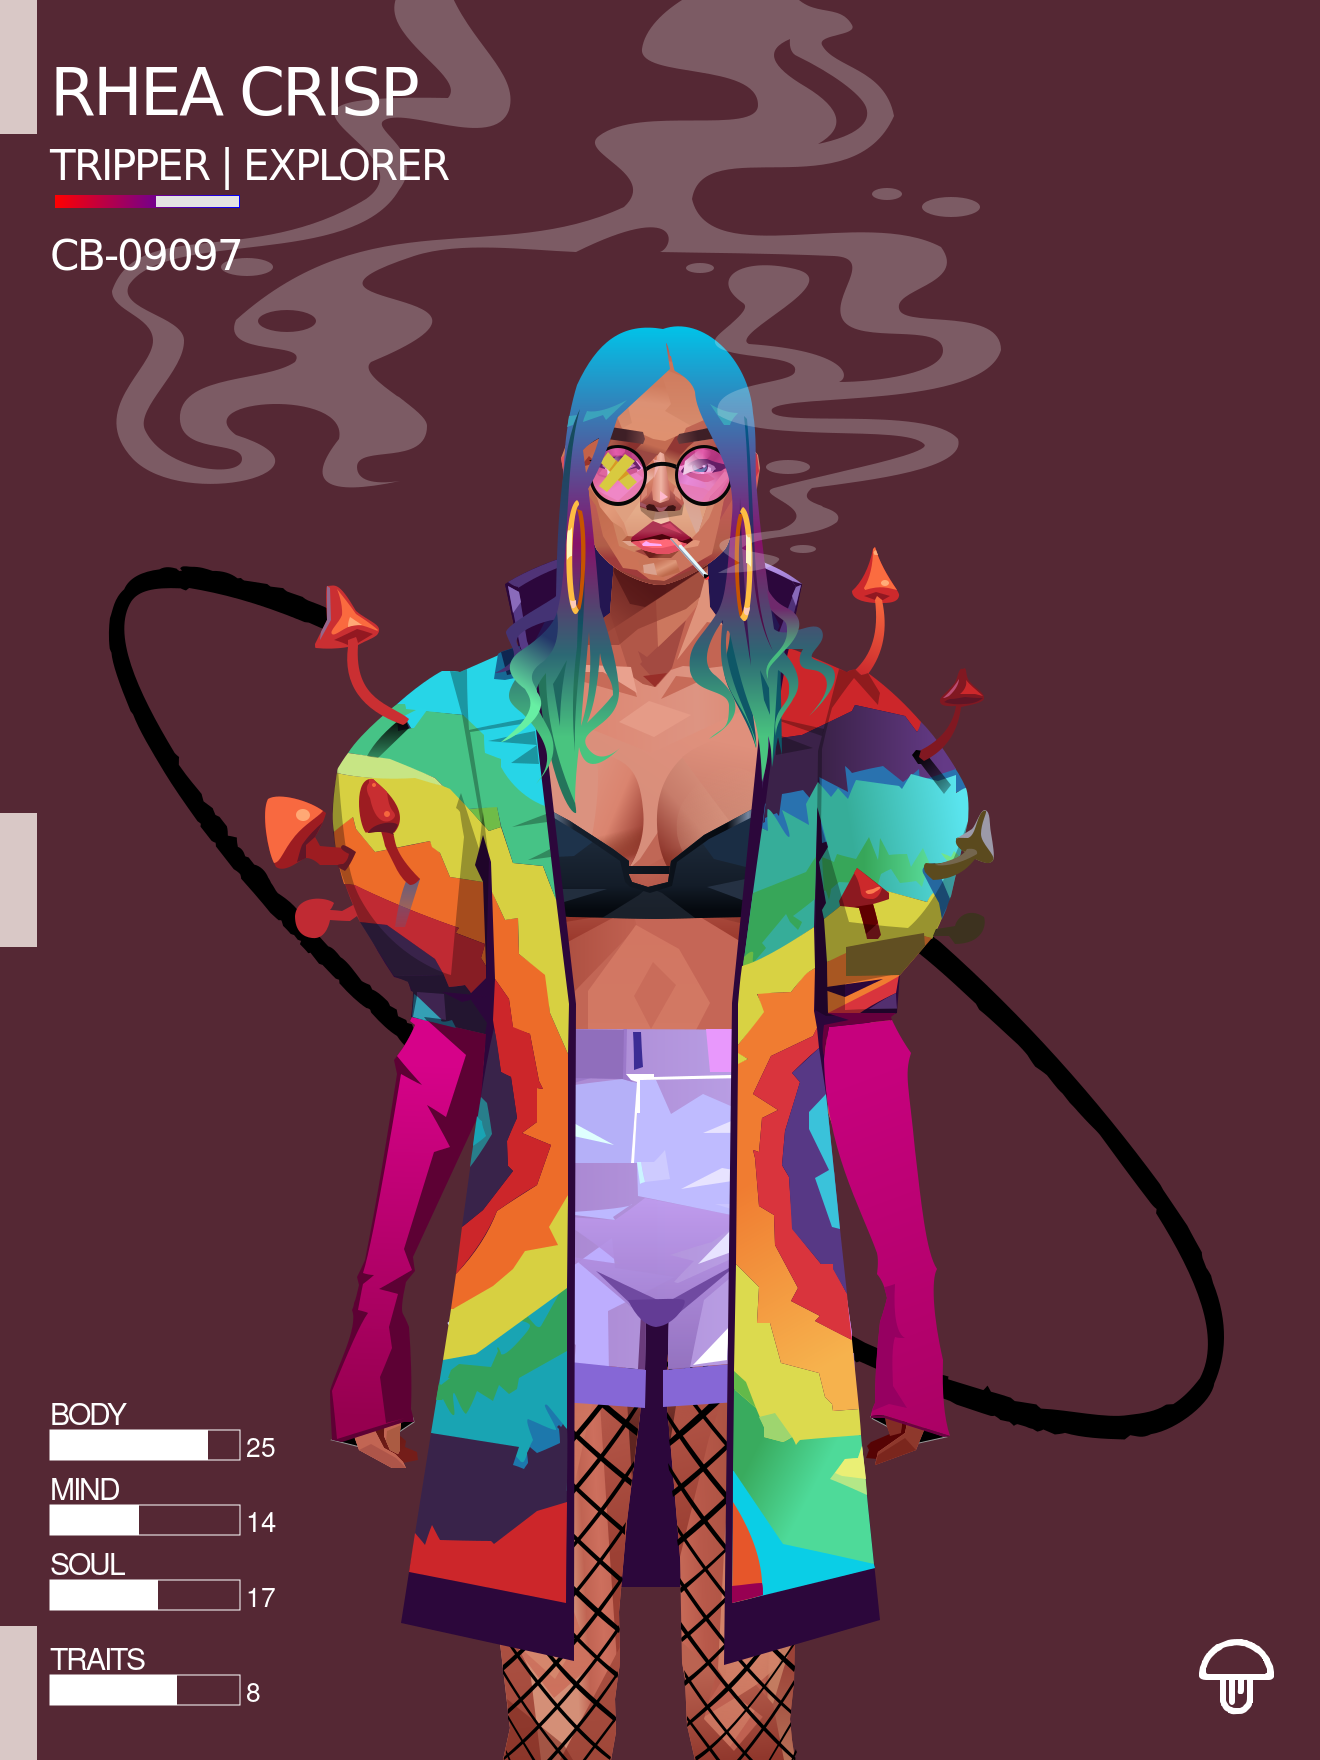 RHEA CRISP
TRIPPER | EXPLORER
CB-09097
BODY
25
MIND
14
SOUL
17
TRAITS
8